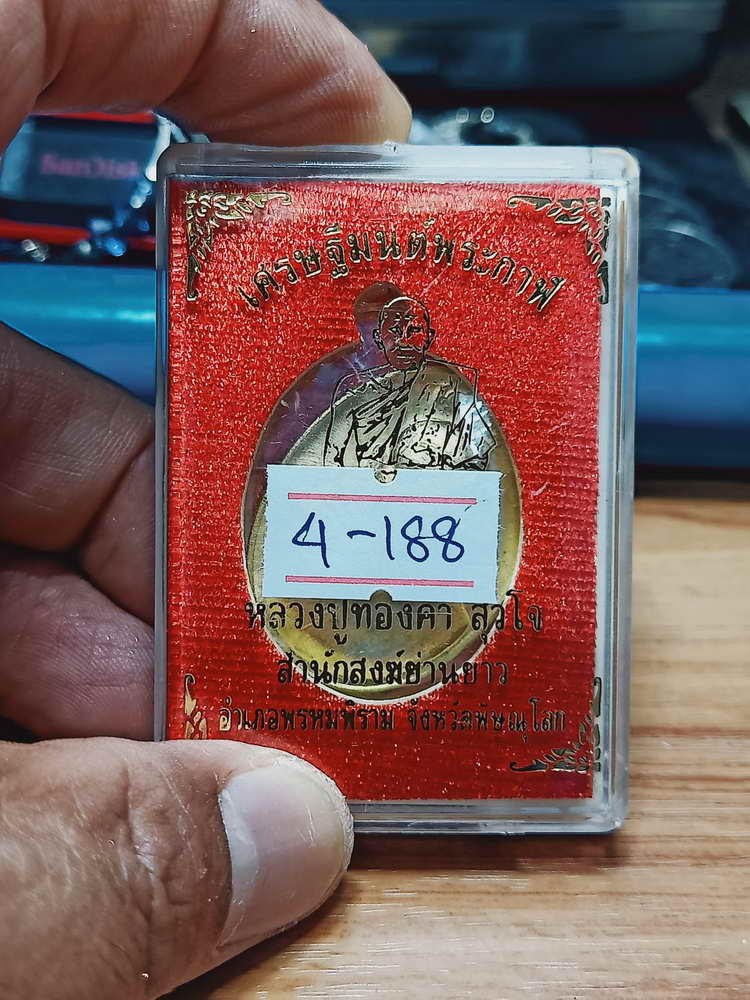 SanDisk
เศรษฐีมนต์พระกาฬ
4-188
หลวงปู่ทองคำ สุวโจ
สำนักสงฆ์ย่านยาว
อำเภอพรหมพิราม จังหวัดพิษณุโลก